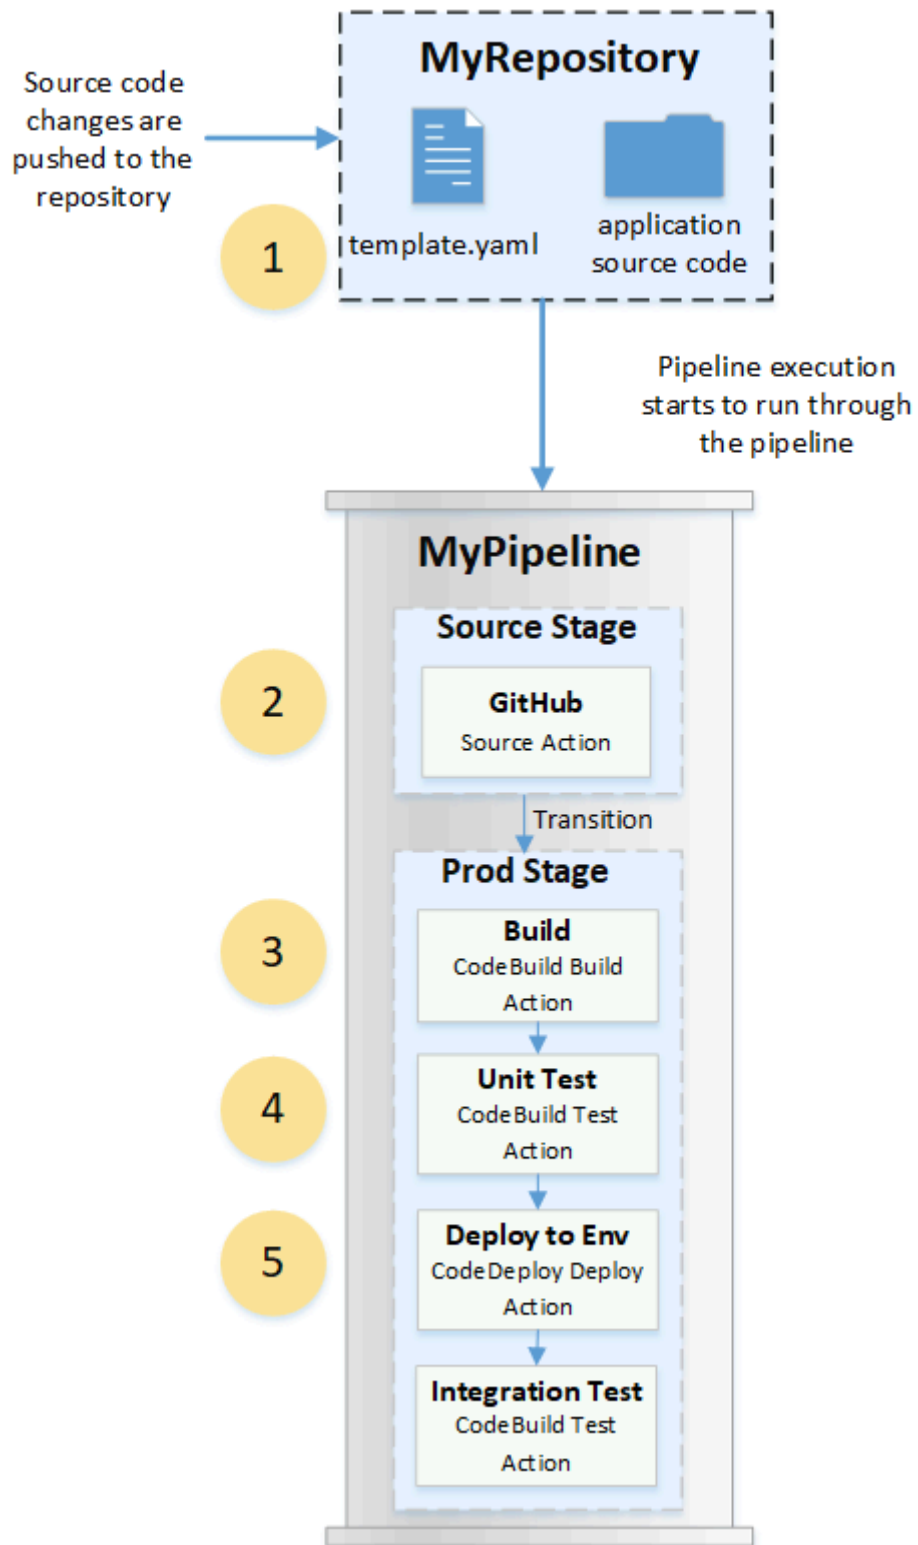 MyRepository
Source code
changes are
pushed to the
repository
template.yaml
application
source code
1
Pipeline execution
starts to run through
the pipeline
MyPipeline
Source Stage
2
GitHub
Source Action
Transition
Prod Stage
3
Build
CodeBuild Build
Action
4
Unit Test
CodeBuild Test
Action
5
Deploy to Env
CodeDeploy Deploy
Action
Integration Test
CodeBuild Test
Action